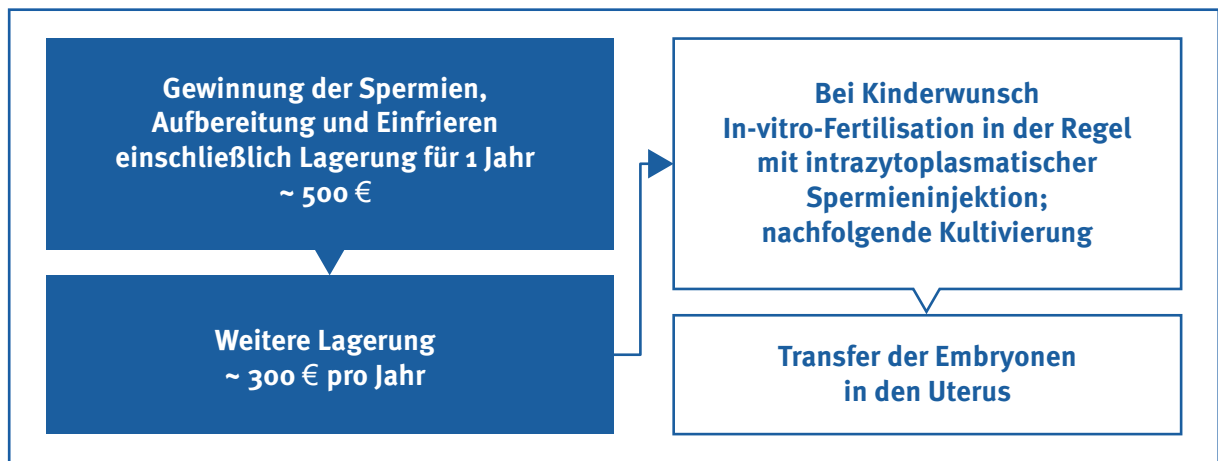 Gewinnung der Spermien,
Aufbereitung und Einfrieren
einschließlich Lagerung für 1 Jahr
~ 500 €
Weitere Lagerung
~ 300 € pro Jahr
Bei Kinderwunsch
In-vitro-Fertilisation in der Regel
mit intrazytoplasmatischer
Spermieninjektion;
nachfolgende Kultivierung
Transfer der Embryonen
in den Uterus